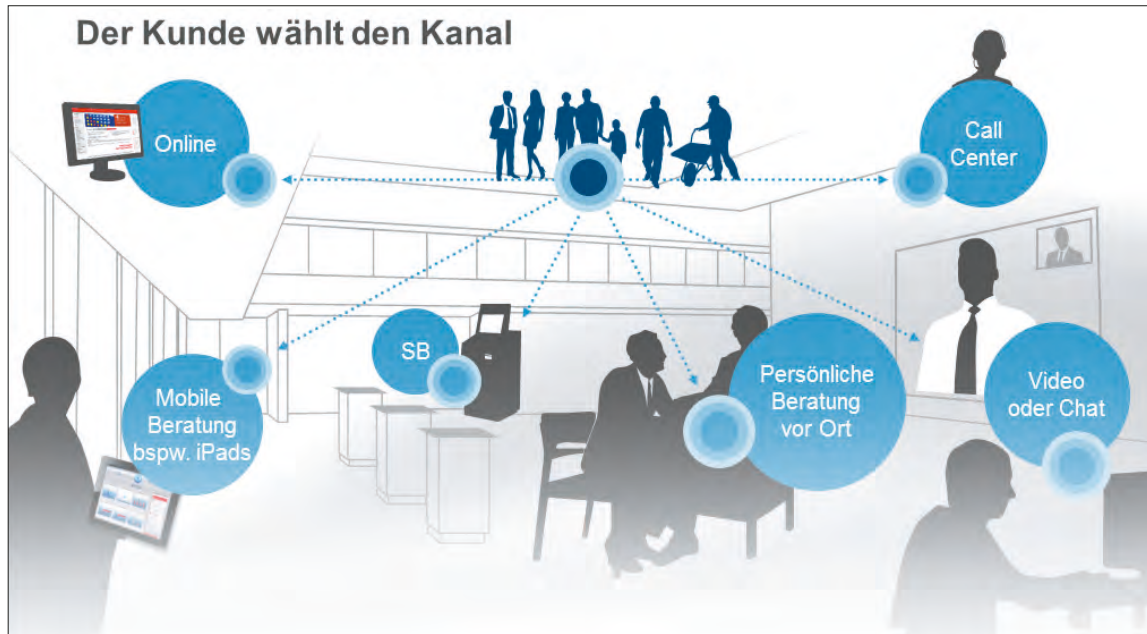 Der Kunde wählt den Kanal
Online
Call
Center
SB
Mobile
Beratung
bspw. iPads
Persönliche
Beratung
vor Ort
Video
oder Chat